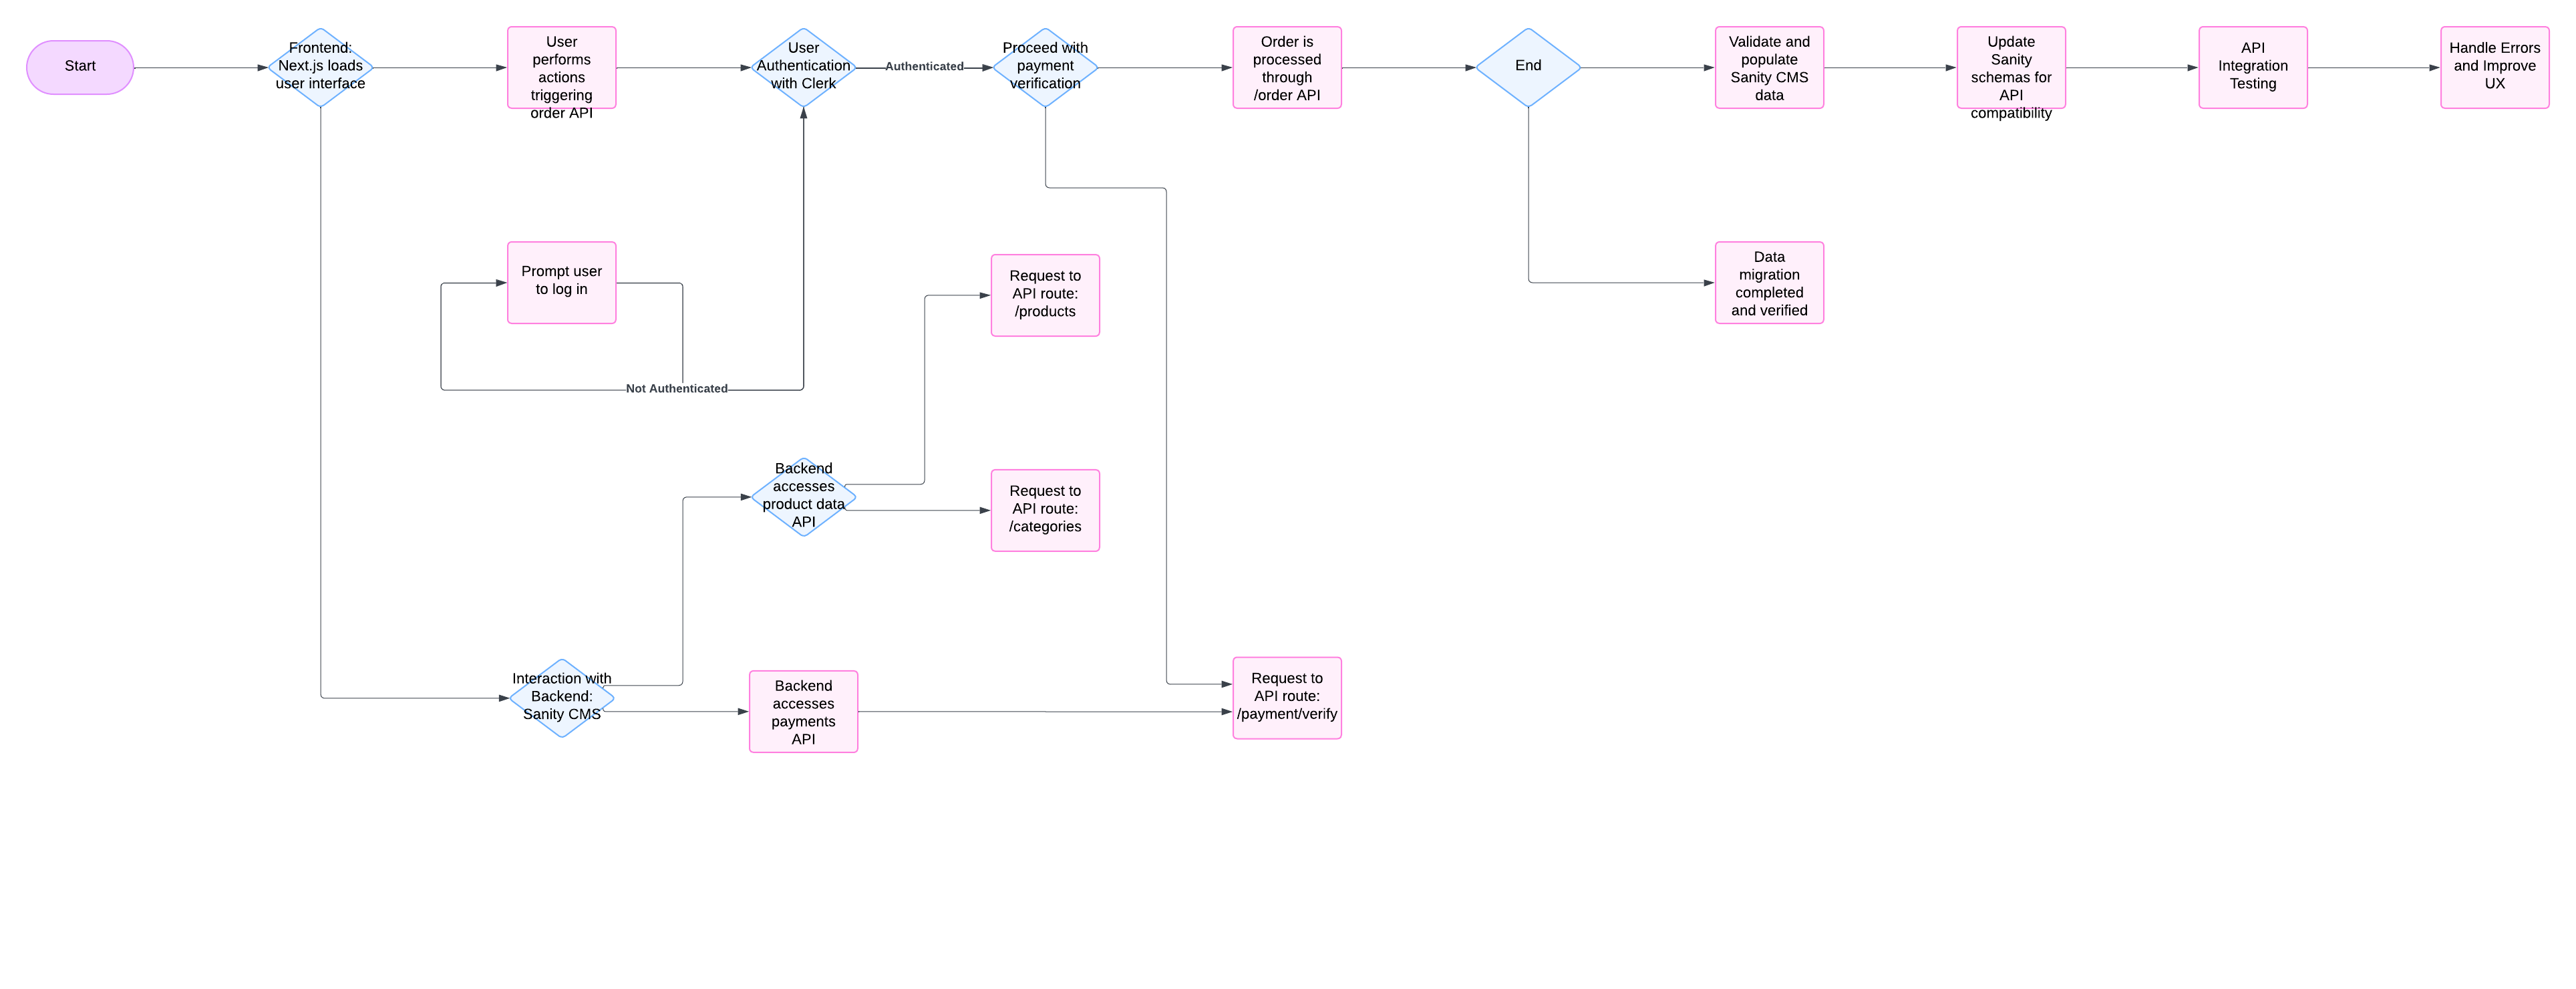 Start
Frontend:
Next.js loads
user interface
User
performs
actions
triggering
order API
User
Authentication
with Clerk
Authenticated
Proceed with
payment
verification
Order is
processed
through
/order API
End
Validate and
populate
Sanity CMS
data
Update
Sanity
schemas for
API
compatibility
API
Integration
Testing
Handle Errors
and Improve
UX
Prompt user
to log in
Not Authenticated
Request to
API route:
/products
Data
migration
completed
and verified
Backend
accesses
product data
API
Request to
API route:
/categories
Interaction with
Backend:
Sanity CMS
Backend
accesses
payments
API
Request to
API route:
/payment/verify